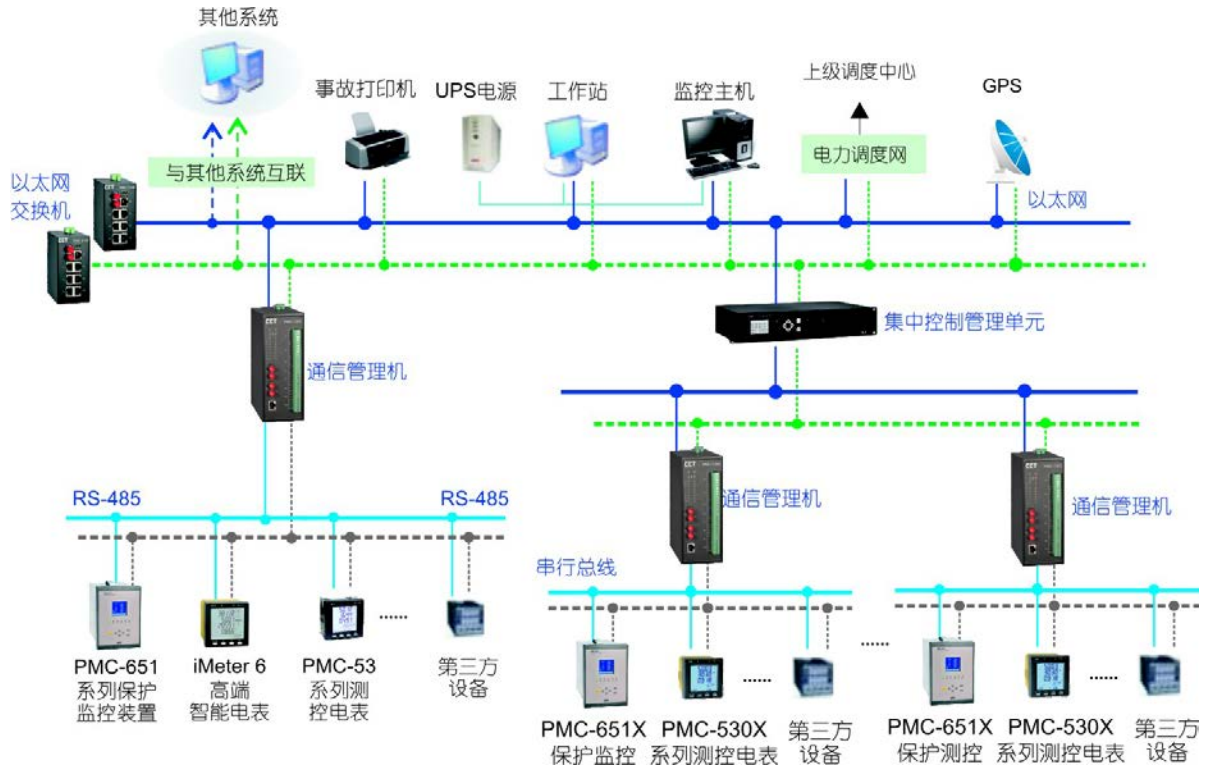 其他系统
事故打印机
UPS电源
工作站
监控主机
上级调度中心
GPS
电力调度网
与其他系统互联
以太网
交换机
以太网
CET
CET
CET
集中控制管理单元
通信管理机
CET
CET
通信管理机
通信管理机
RS-485
RS-485
串行总线
......
PMC-651
系列保护
监控装置
iMeter 6
高端
智能电表
PMC-53
系列测
控电表
第三方
设备
......
......
......
PMC-651X
保护监控
PMC-530X
系列测控电表
第三方
设备
PMC-651X
保护测控
PMC-530X
系列测控电表
第三方
设备